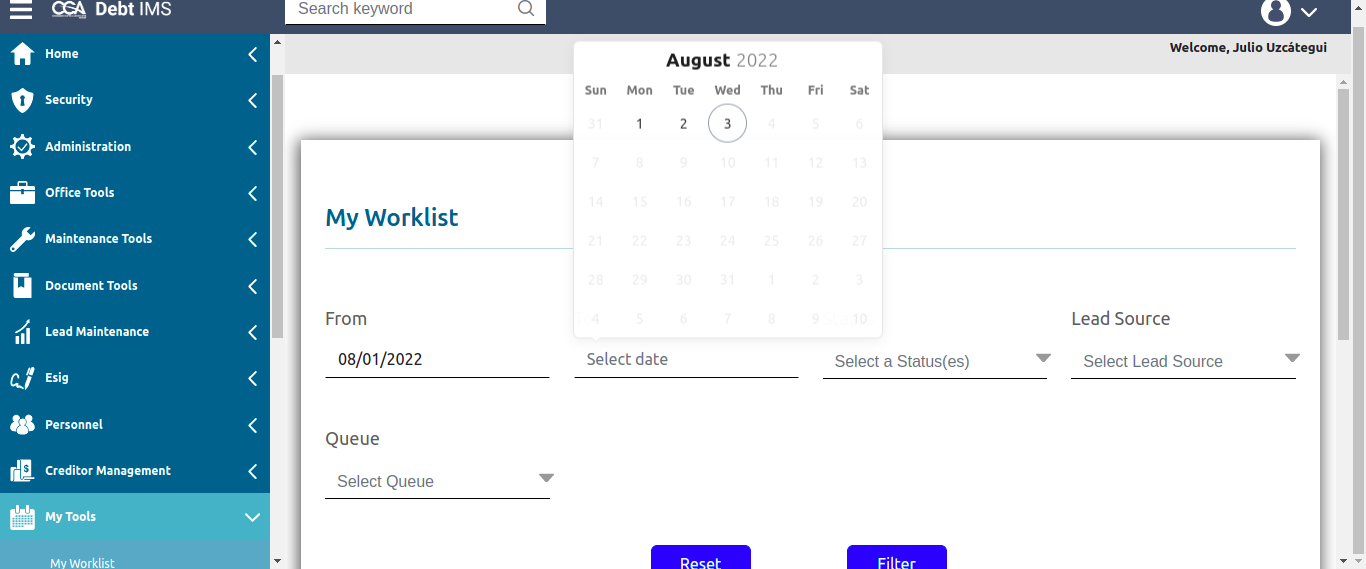 CGA Debt IMS
Search keyword
Welcome, Julio Uzcátegui
Home
Security
Administration
Office Tools
Maintenance Tools
Document Tools
Lead Maintenance
Esig
Personnel
Creditor Management
My Tools
My Worklist
August 2022
Sun Mon Tue Wed Thu Fri Sat
31 1 2 3 4 5 6
7 8 9 10 11 12 13
14 15 16 17 18 19 20
21 22 23 24 25 26 27
28 29 30 31 1 2 3
4 5 6 7 8 9 10
My Worklist
From
08/01/2022
Select date
Select a Status(es)
Lead Source
Select Lead Source
Queue
Select Queue
Reset
Filter